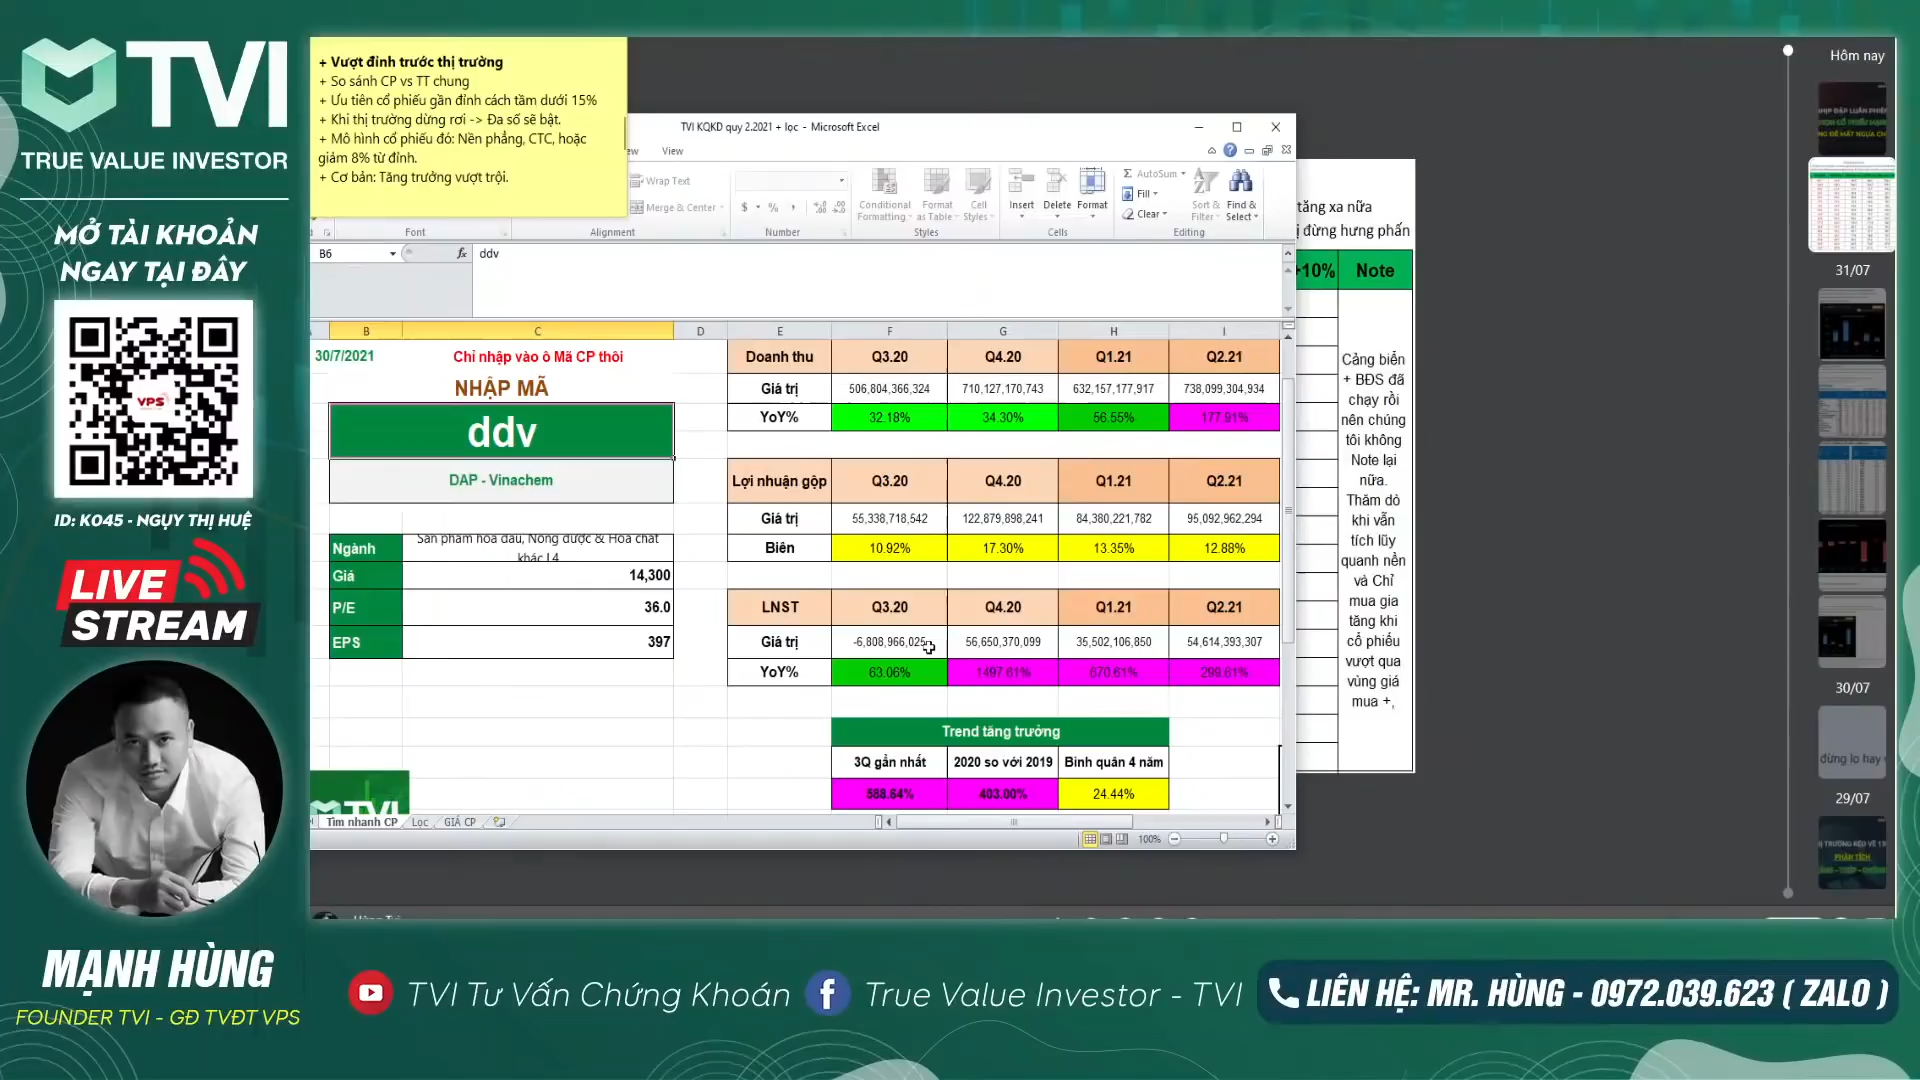 TVI
TRUE VALUE INVESTOR
MỞ TÀI KHOẢN
NGAY TẠI ĐÂY
VPS
ID: K045 - NGỤY THỊ HUỆ
LIVE
STREAM
MẠNH HÙNG
FOUNDER TVI - GĐ TVĐT VPS
+ Vượt đỉnh trước thị trường
+ So sánh CP vs TT chung
+ Ưu tiên cổ phiếu gần đỉnh cách tầm dưới 15%
+ Khi thị trường dừng rơi -> Đa số sẽ bật.
+ Mô hình cổ phiếu đó: Nền phẳng, CTC, hoặc
giảm 8% từ đỉnh.
+ Cơ bản: Tăng trưởng vượt trội.
TVI KQKD quy 2.2021 + lọc - Microsoft Excel
ew View
Wrap Text
Merge & Center
$ % ,
Conditional Formatting
Format as Table
Cell Styles
Insert Delete Format
Σ AutoSum
Fill
Clear
Sort & Filter
Find & Select
Font Alignment Number Styles Cells Editing
B6 fx ddv
B C D E F G H I
30/7/2021 Chỉ nhập vào ô Mã CP thôi
NHẬP MÃ
ddv
DAP - Vinachem
Ngành Sản phẩm hóa dầu, Nông dược & Hóa chất
khác L4
Giá 14,300
P/E 36.0
EPS 397
Doanh thu Q3.20 Q4.20 Q1.21 Q2.21
Giá trị 506,804,366,324 710,127,170,743 632,157,177,917 738,099,304,934
YoY% 32.18% 34.30% 56.55% 177.91%
Lợi nhuận gộp Q3.20 Q4.20 Q1.21 Q2.21
Giá trị 55,338,718,542 122,879,898,241 84,380,221,782 95,092,962,294
Biên 10.92% 17.30% 13.35% 12.88%
LNST Q3.20 Q4.20 Q1.21 Q2.21
Giá trị -6,808,966,025 56,650,370,099 35,502,106,850 54,614,393,307
YoY% 63.06% 1497.61% 670.61% 299.61%
Trend tăng trưởng
3Q gần nhất 2020 so với 2019 Bình quân 4 năm
588.64% 403.00% 24.44%
TVI
Tìm nhanh CP Lọc GIÁ CP
100%
tăng xa nữa
đừng hưng phấn
+10% Note
Cảng biển
+ BĐS đã
chạy rồi
nên chúng
tôi không
Note lại
nữa.
Thăm dò
khi vẫn
tích lũy
quanh nền
và Chỉ
mua gia
tăng khi
cổ phiếu
vượt qua
vùng giá
mua +,
Hôm nay
31/07
30/07
đừng lo hay
29/07
PHÂN TÍCH
TVI Tư Vấn Chứng Khoán
True Value Investor - TVI
LIÊN HỆ: MR. HÙNG - 0972.039.623 ( ZALO )